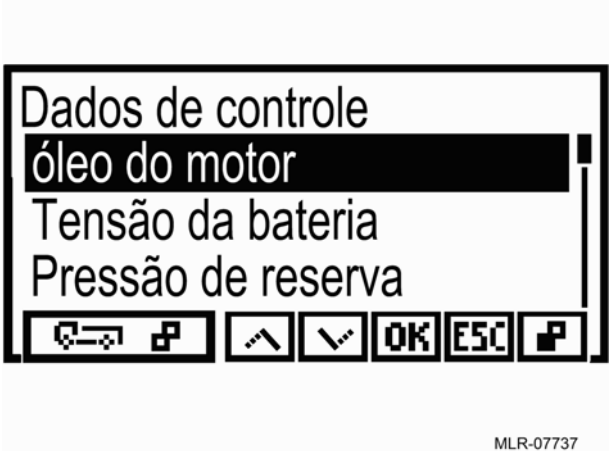 Dados de controle
óleo do motor
Tensão da bateria
Pressão de reserva
OK ESC
MLR-07737